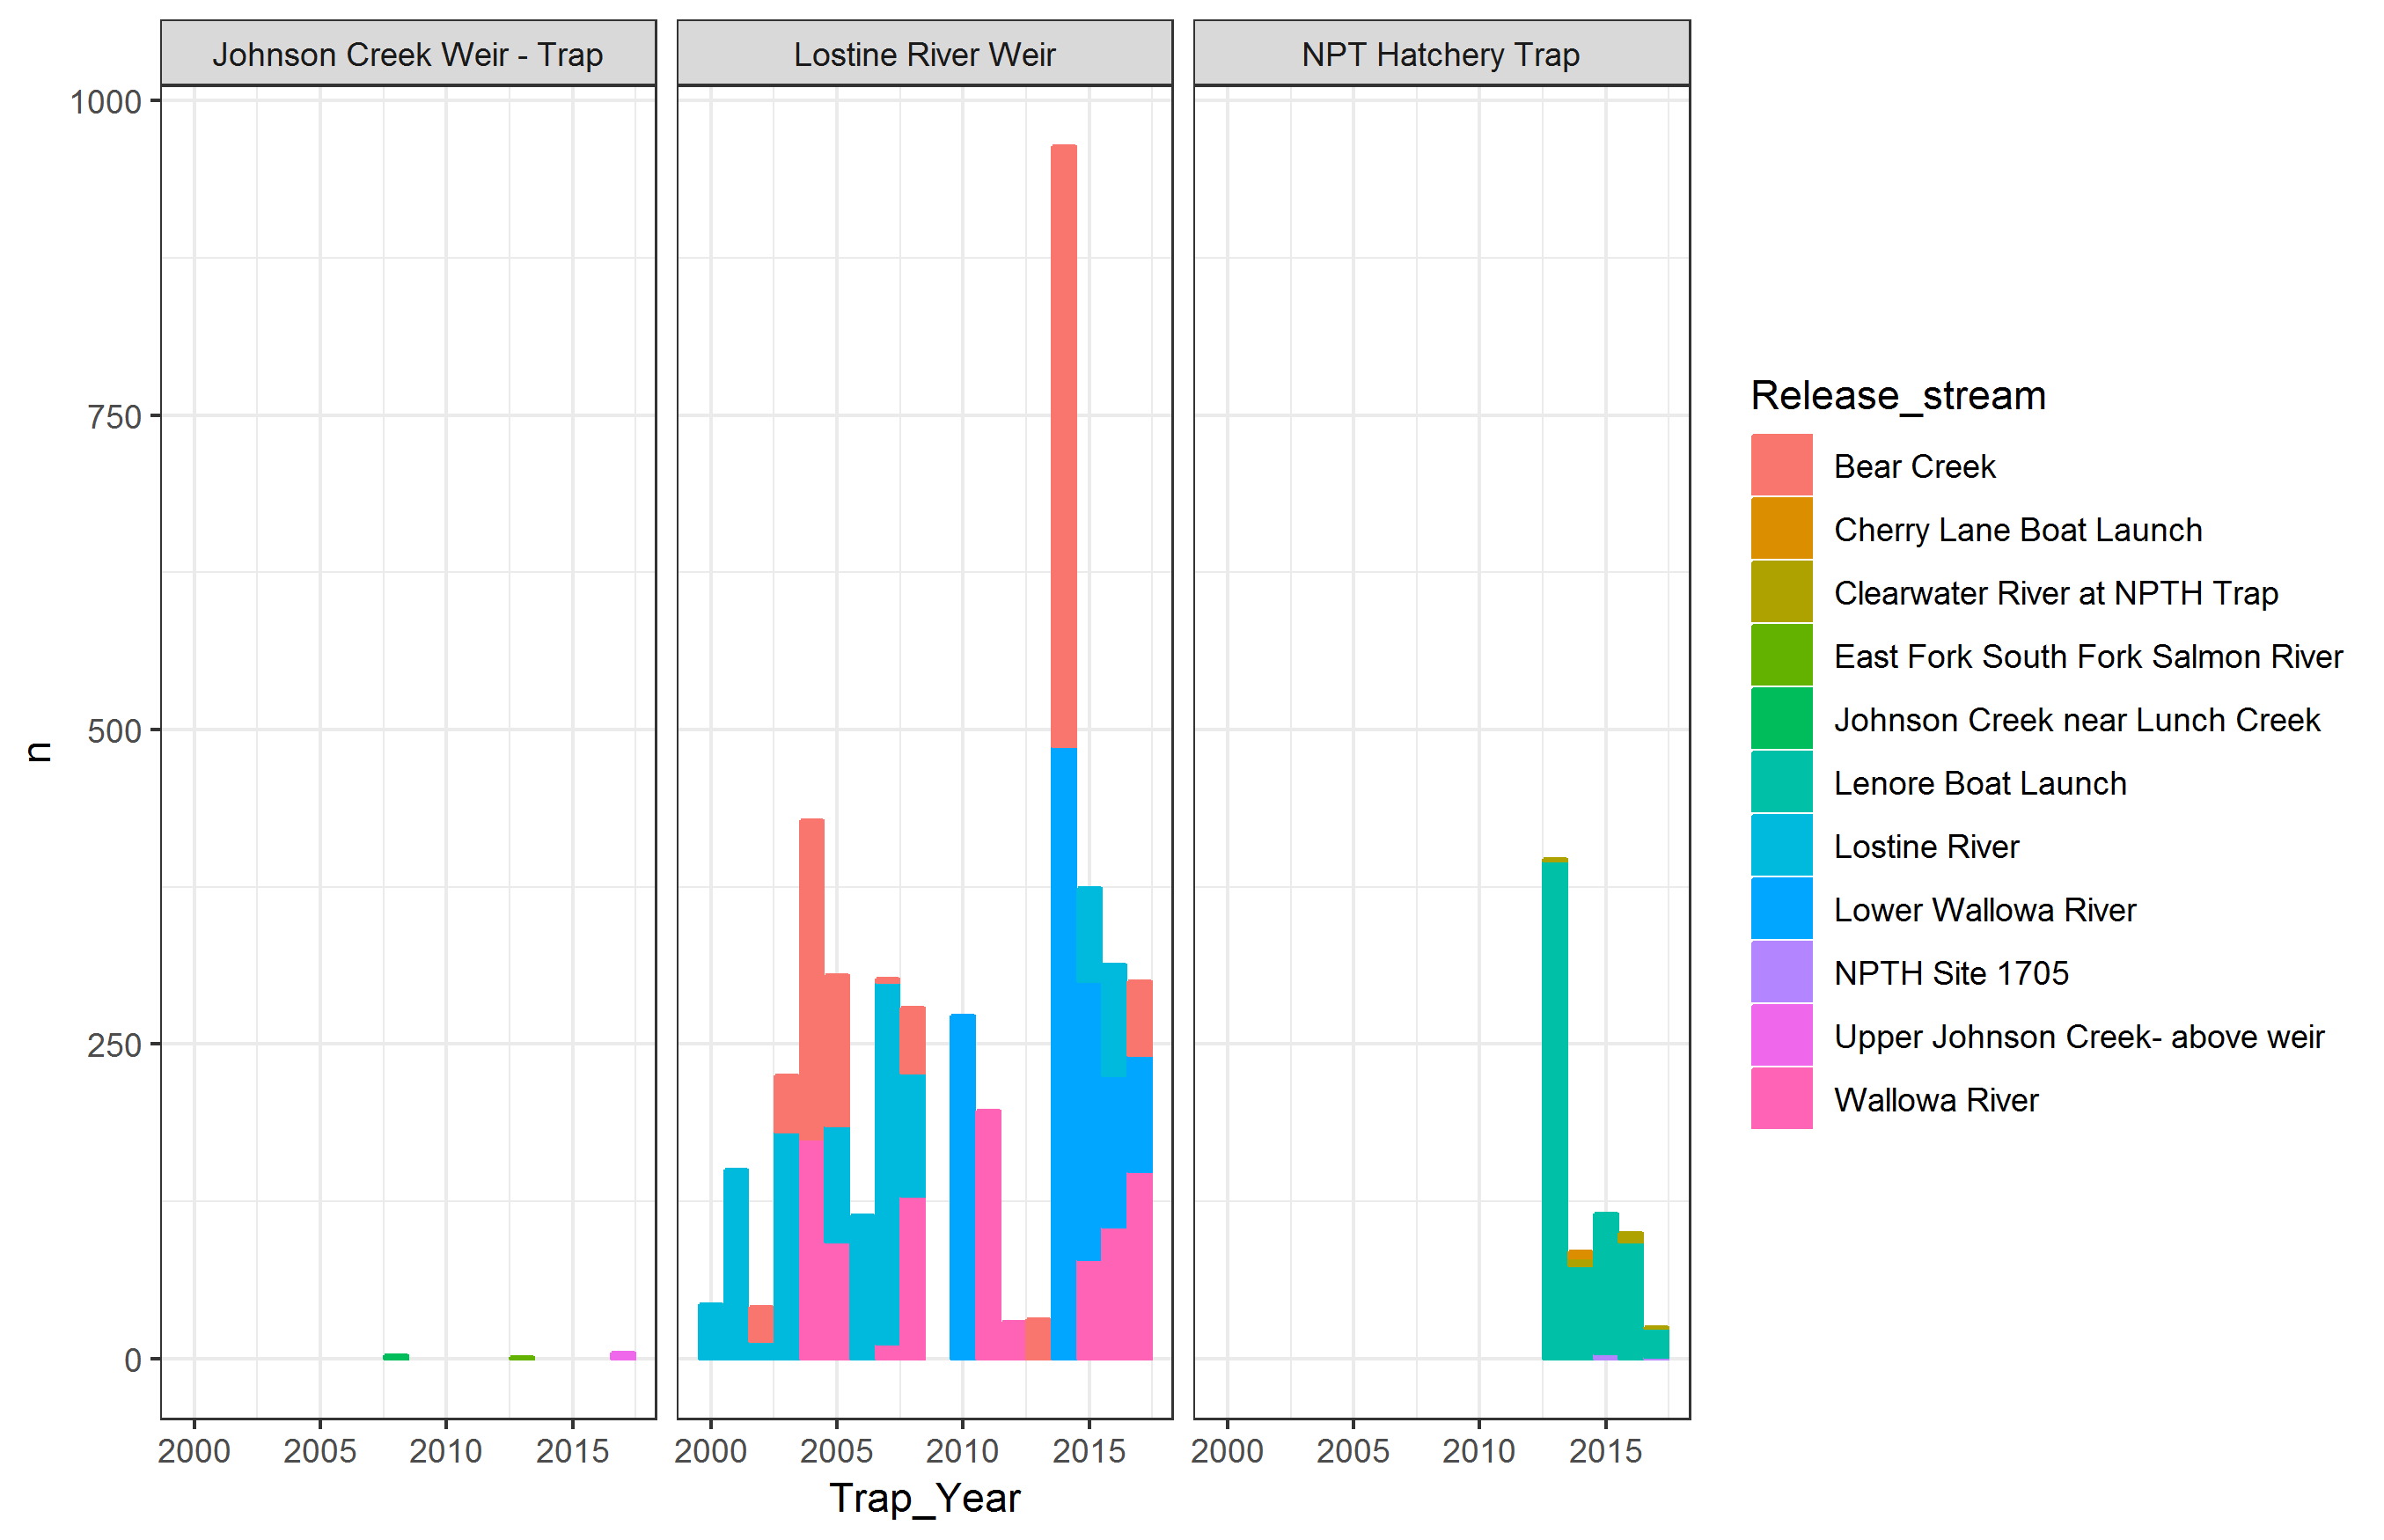 Johnson Creek Weir - Trap
Lostine River Weir
NPT Hatchery Trap
1000
750
500
250
0
n
2000 2005 2010 2015
2000 2005 2010 2015
2000 2005 2010 2015
Trap_Year
Release_stream
Bear Creek
Cherry Lane Boat Launch
Clearwater River at NPTH Trap
East Fork South Fork Salmon River
Johnson Creek near Lunch Creek
Lenore Boat Launch
Lostine River
Lower Wallowa River
NPTH Site 1705
Upper Johnson Creek- above weir
Wallowa River